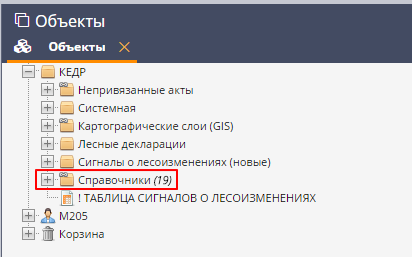 Объекты
Объекты
КЕДР
Непривязанные акты
Системная
Картографические слои (GIS)
Лесные декларации
Сигналы о лесоизменениях (новые)
Справочники (19)
! ТАБЛИЦА СИГНАЛОВ О ЛЕСОИЗМЕНЕНИЯХ
М205
Корзина